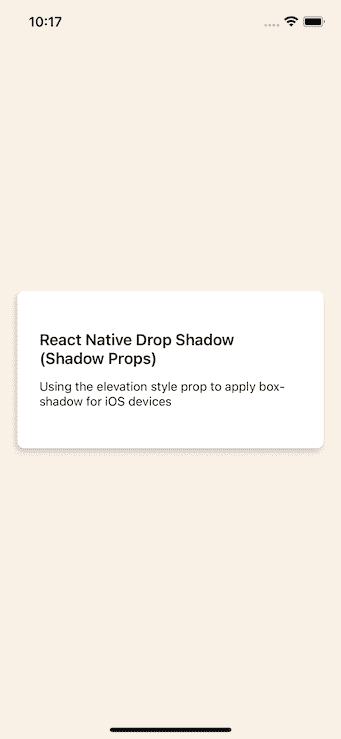 10:17
React Native Drop Shadow
(Shadow Props)
Using the elevation style prop to apply box-
shadow for iOS devices